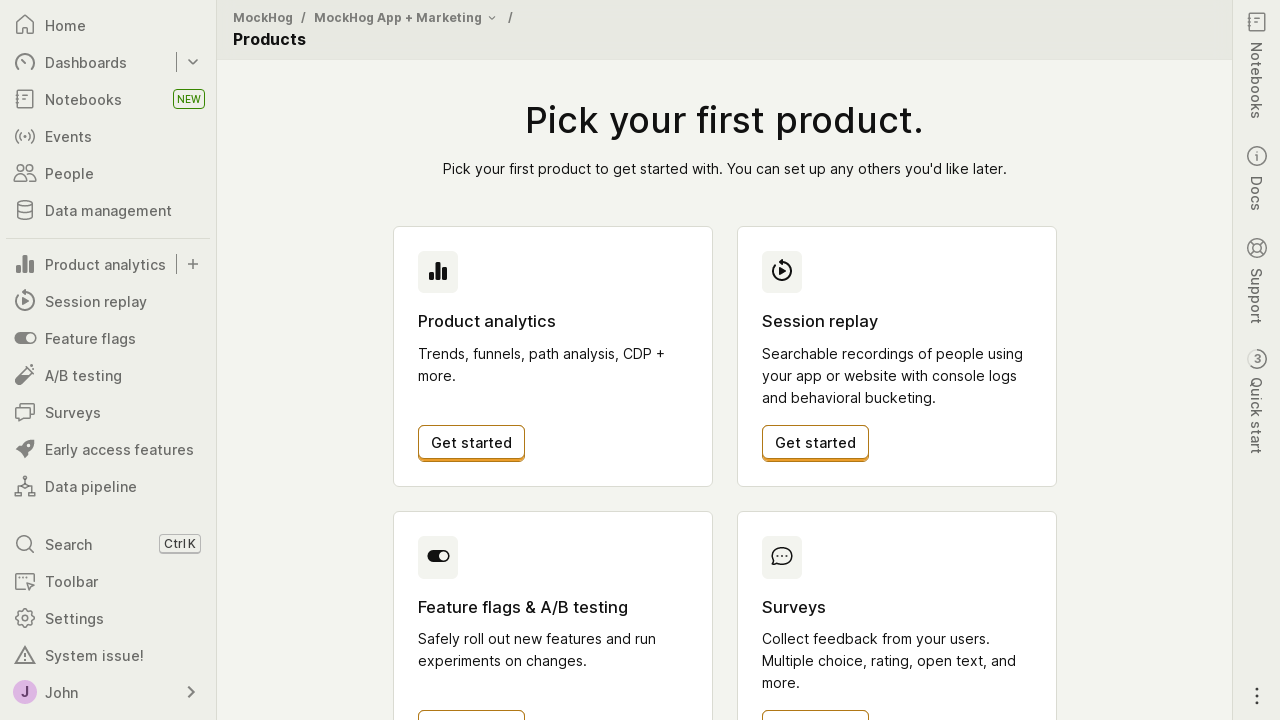 Home
Dashboards
Notebooks
NEW
Events
People
Data management
Product analytics
Session replay
Feature flags
A/B testing
Surveys
Early access features
Data pipeline
Search
Ctrl K
Toolbar
Settings
System issue!
J
John
MockHog / MockHog App + Marketing /
Products
Pick your first product.
Pick your first product to get started with. You can set up any others you'd like later.
Product analytics
Trends, funnels, path analysis, CDP +
more.
Get started
Session replay
Searchable recordings of people using
your app or website with console logs
and behavioral bucketing.
Get started
Feature flags & A/B testing
Safely roll out new features and run
experiments on changes.
Surveys
Collect feedback from your users.
Multiple choice, rating, open text, and
more.
Notebooks
Docs
Support
3
Quick start